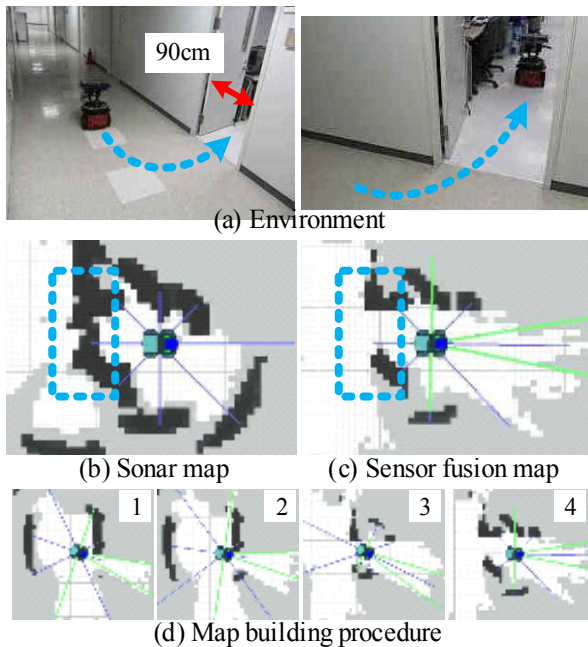 90cm
(a) Environment
(b) Sonar map
(c) Sensor fusion map
1
2
3
4
(d) Map building procedure